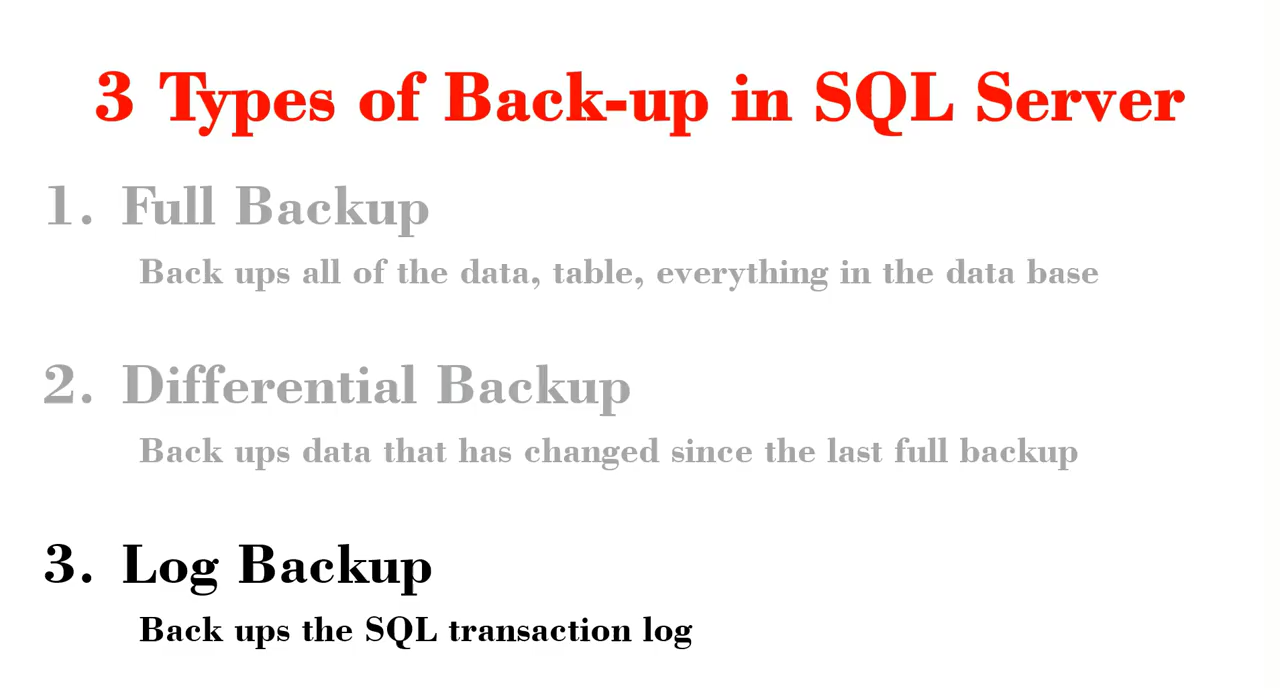 3 Types of Back-up in SQL Server
1. Full Backup
Back ups all of the data, table, everything in the data base
2. Differential Backup
Back ups data that has changed since the last full backup
3. Log Backup
Back ups the SQL transaction log